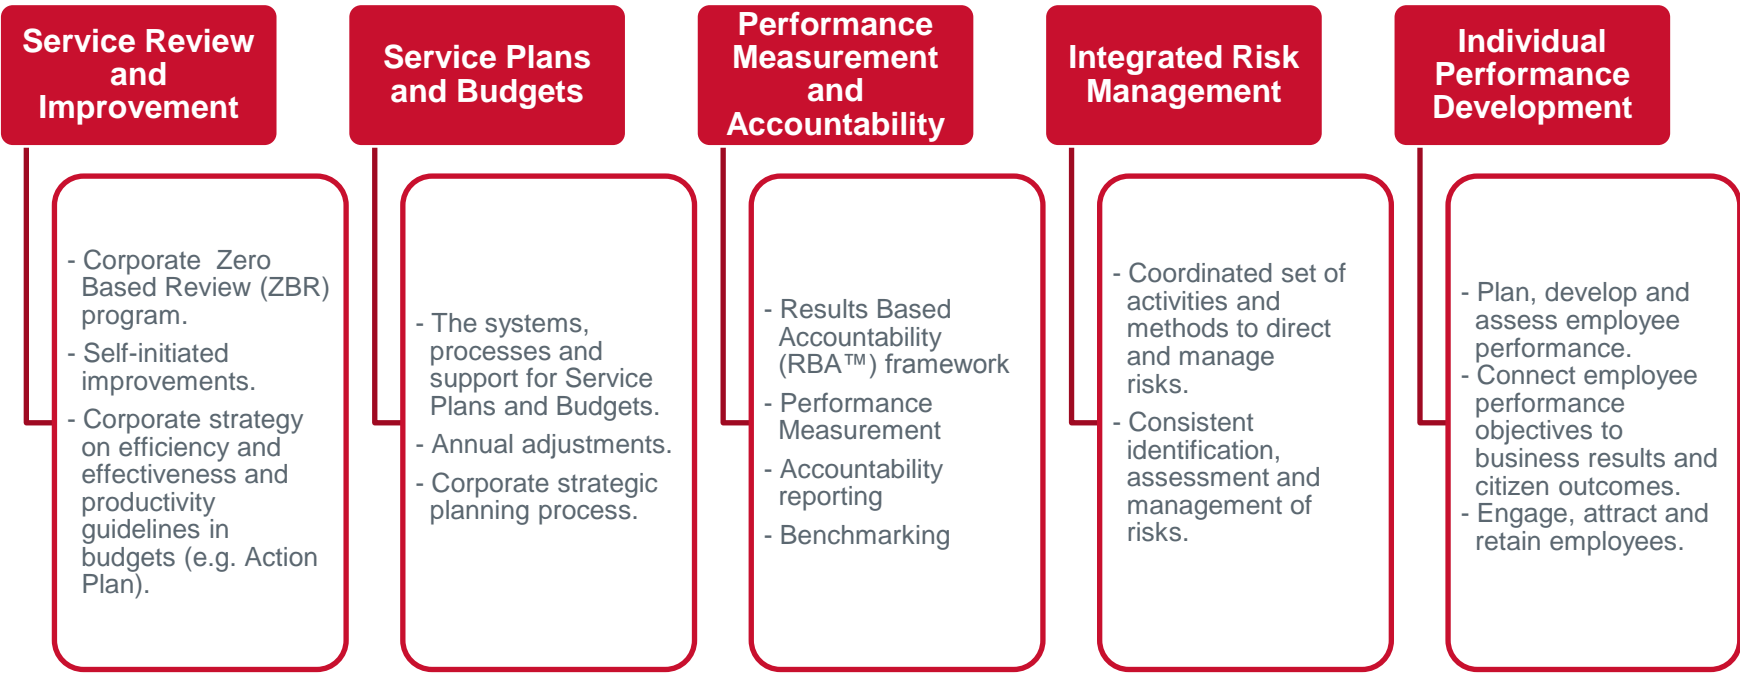 Service Review
and
Improvement
- Corporate  Zero
Based Review (ZBR)
program.
- Self-initiated
improvements.
- Corporate strategy
on efficiency and
effectiveness and
productivity
guidelines in
budgets (e.g. Action
Plan).
Service Plans
and Budgets
- The systems,
processes and
support for Service
Plans and Budgets.
- Annual adjustments.
- Corporate strategic
planning process.
Performance
Measurement
and
Accountability
- Results Based
Accountability
(RBA™) framework
- Performance
Measurement
- Accountability
reporting
- Benchmarking
Integrated Risk
Management
- Coordinated set of
activities and
methods to direct
and manage
risks.
- Consistent
identification,
assessment and
management of
risks.
Individual
Performance
Development
- Plan, develop and
assess employee
performance.
- Connect employee
performance
objectives to
business results and
citizen outcomes.
- Engage, attract and
retain employees.